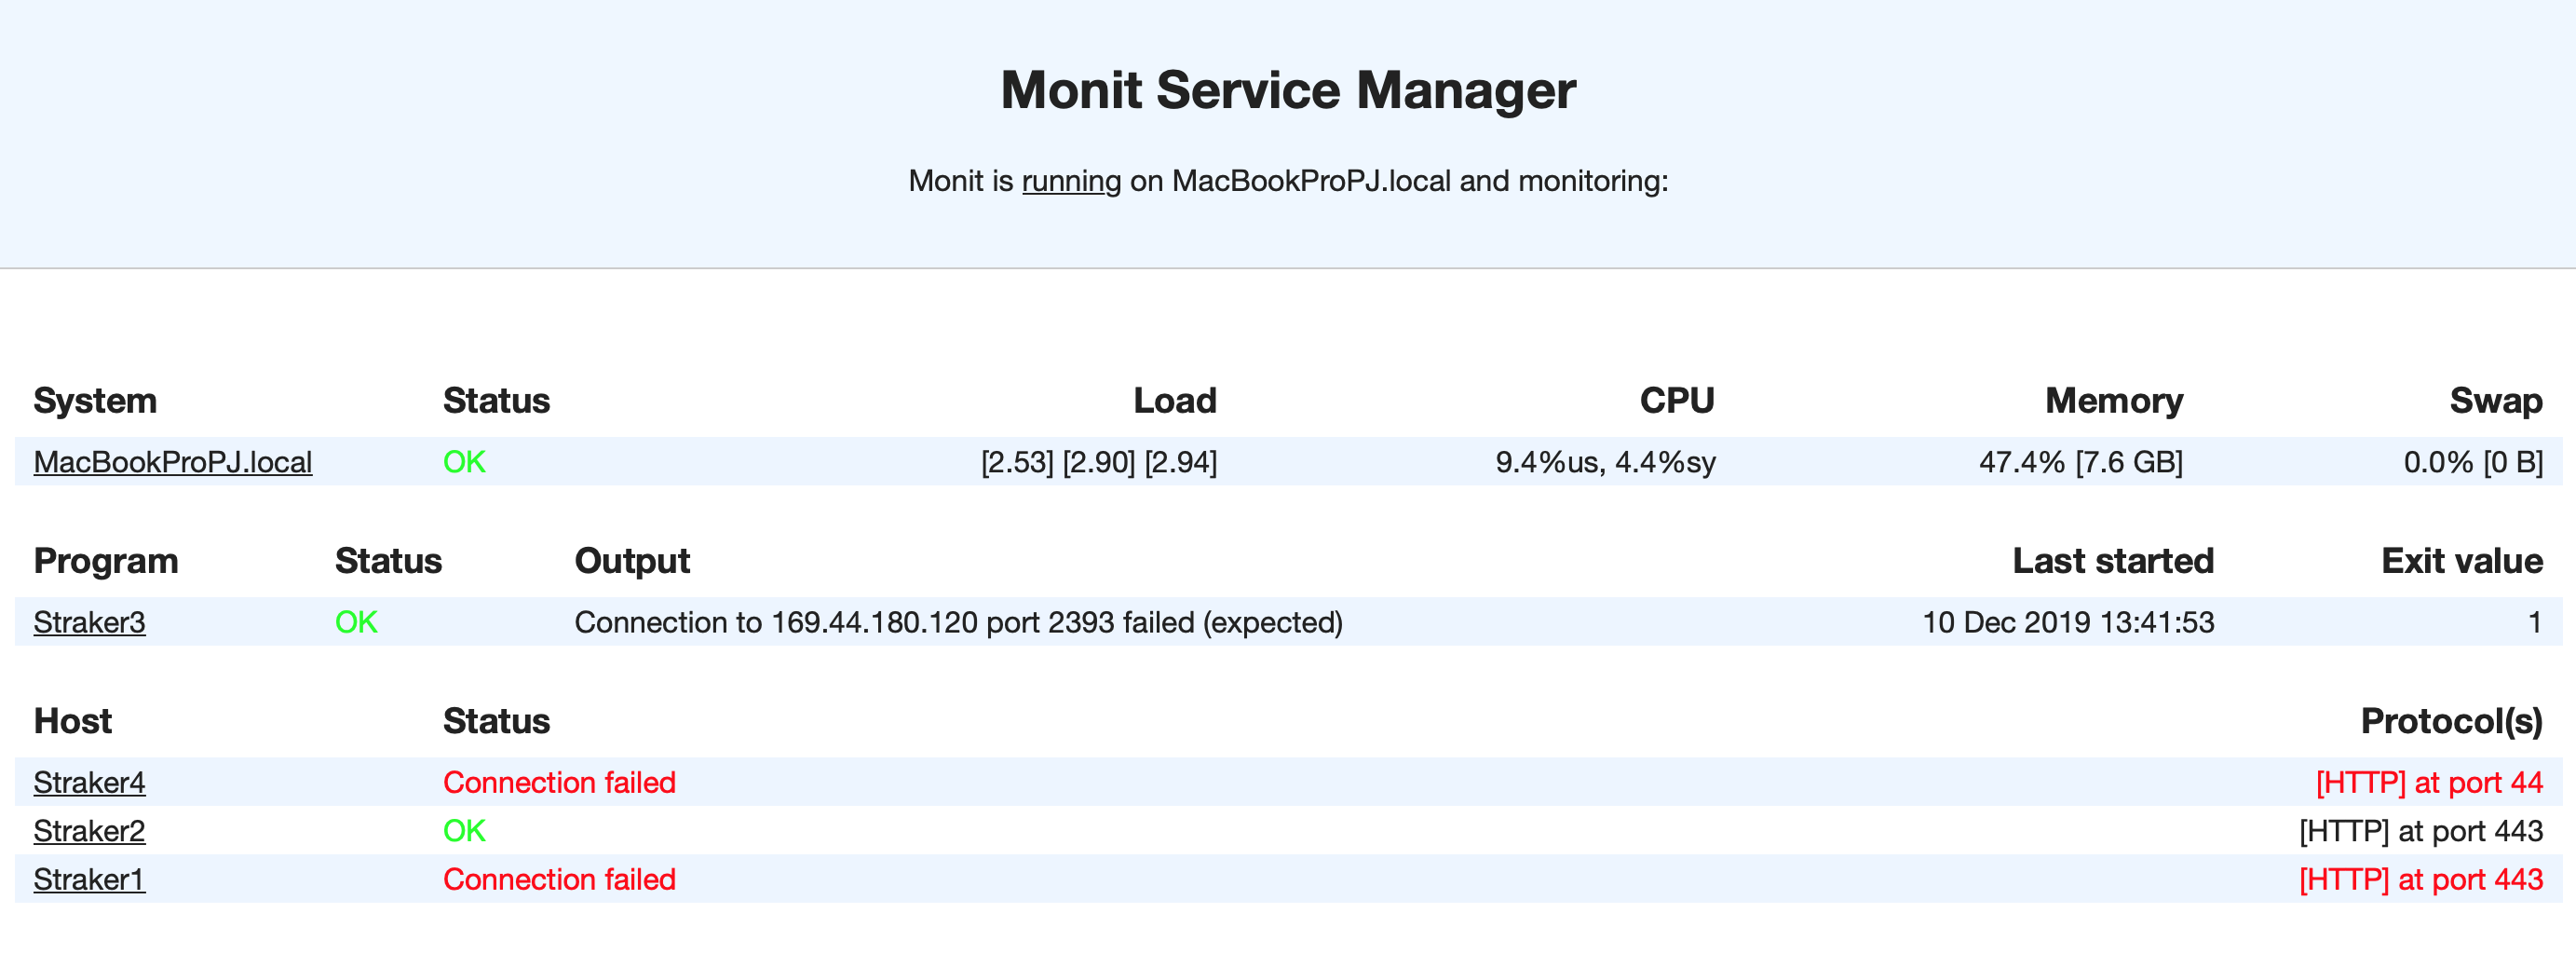 Monit Service Manager
Monit is running on MacBookProPJ.local and monitoring:
System Status Load CPU Memory Swap
MacBookProPJ.local OK [2.53] [2.90] [2.94] 9.4%us, 4.4%sy 47.4% [7.6 GB] 0.0% [0 B]
Program Status Output Last started Exit value
Straker3 OK Connection to 169.44.180.120 port 2393 failed (expected) 10 Dec 2019 13:41:53 1
Host Status Protocol(s)
Straker4 Connection failed [HTTP] at port 44
Straker2 OK [HTTP] at port 443
Straker1 Connection failed [HTTP] at port 443